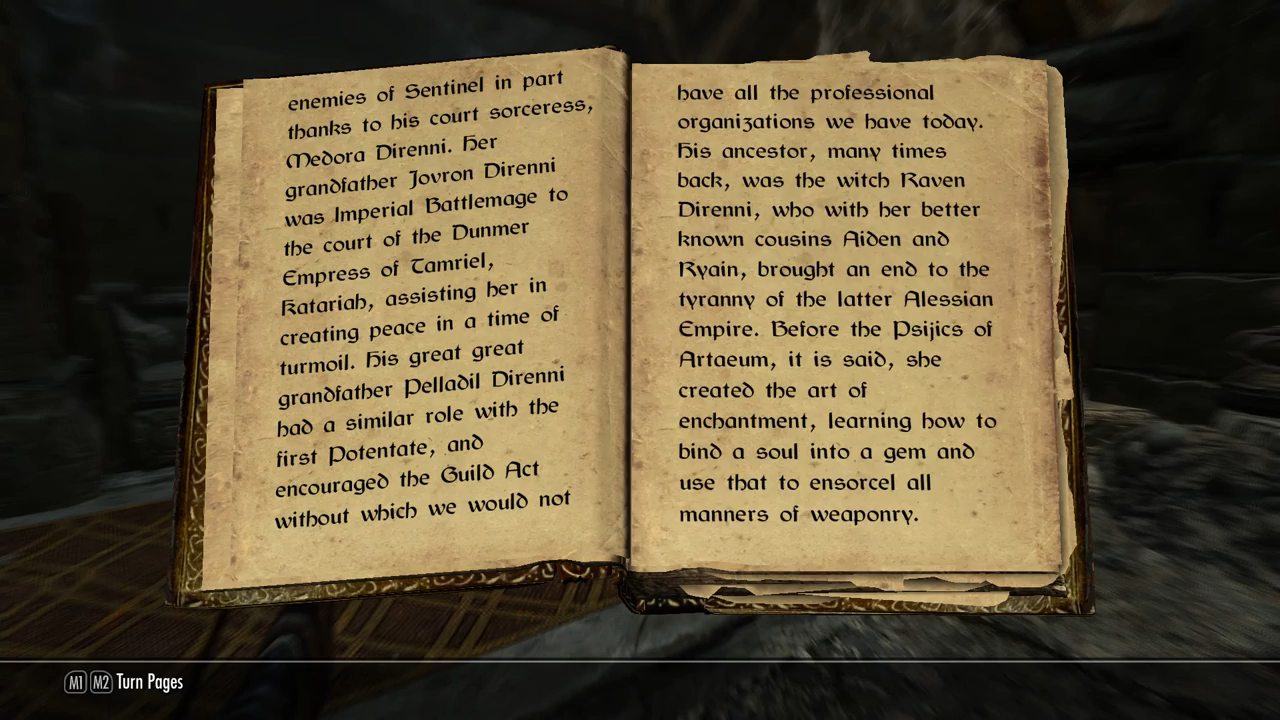 enemies of Sentinel in part
thanks to his court sorceress,
Medora Direnni. Her
grandfather Jovron Direnni
was Imperial Battlemage to
the court of the Dunmer
Empress of Tamriel,
Katariah, assisting her in
creating peace in a time of
turmoil. His great great
grandfather Pelladil Direnni
had a similar role with the
first Potentate, and
encouraged the Guild Act
without which we would not
have all the professional
organizations we have today.
His ancestor, many times
back, was the witch Raven
Direnni, who with her better
known cousins Aiden and
Ryain, brought an end to the
tyranny of the latter Alessian
Empire. Before the Psijics of
Artaeum, it is said, she
created the art of
enchantment, learning how to
bind a soul into a gem and
use that to ensorcel all
manners of weaponry.
M1 M2 Turn Pages